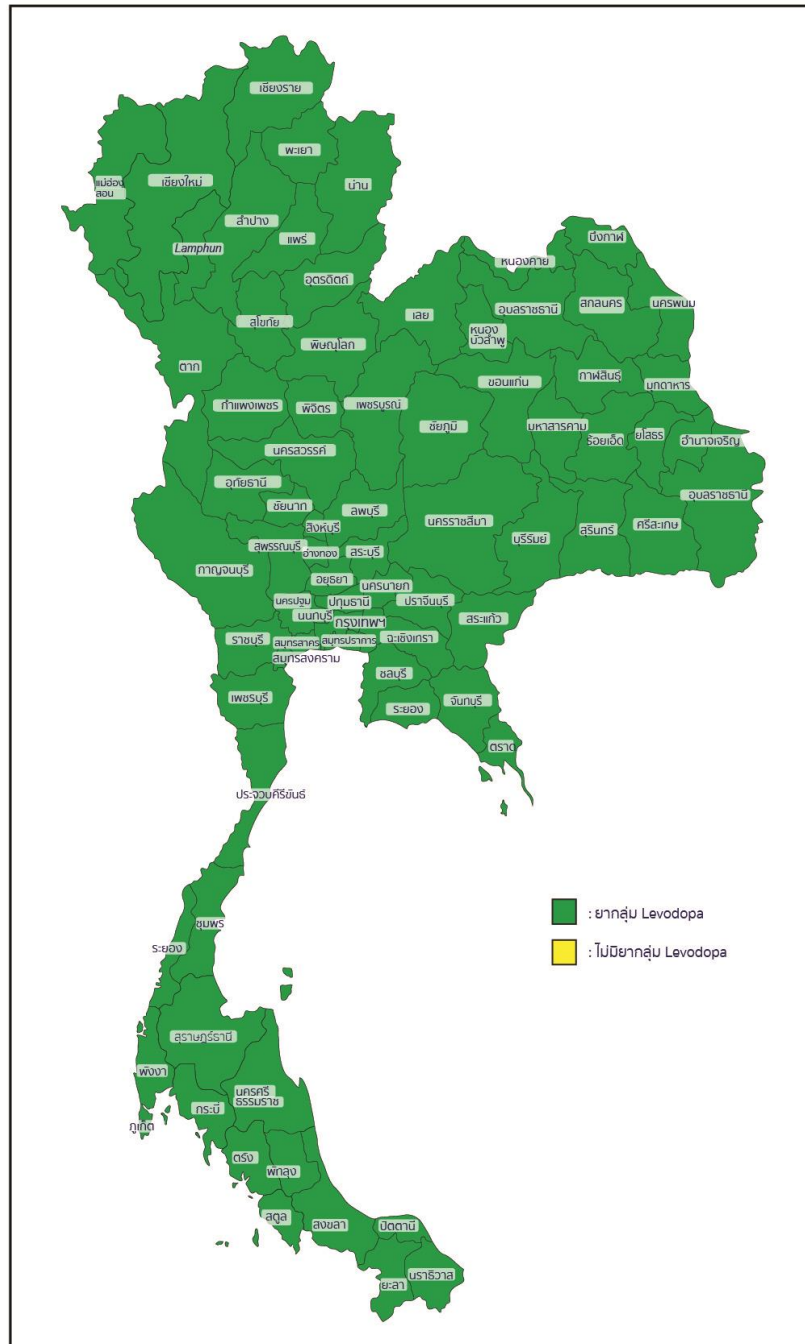 เชียงราย
พะเยา
แม่ฮ่อง
สอน
เชียงใหม่
น่าน
ลำปาง
แพร่
Lamphun
อุตรดิตถ์
สุโขทัย
พิษณุโลก
ตาก
กำแพงเพชร
พิจิตร
เพชรบูรณ์
บึงกาฬ
หนองคาย
เลย
อุบลราชธานี
สกลนคร
นครพนม
หนอง
บัวลำพู
ขอนแก่น
กาฬสินธุ์
มุกดาหาร
ชัยภูมิ
มหาสารคาม
ร้อยเอ็ด
ยโสธร
อำนาจเจริญ
อุบลราชธานี
นครสวรรค์
อุทัยธานี
ชัยนาท
ลพบุรี
สิงห์บุรี
นครราชสีมา
บุรีรัมย์
สุรินทร์
ศรีสะเกษ
สุพรรณบุรี
อ่างทอง
สระบุรี
กาญจนบุรี
อยุธยา
นครนายก
นครปฐม
ปทุมธานี
ปราจีนบุรี
นนทบุรี
กรุงเทพฯ
สระแก้ว
ราชบุรี
สมุทรสาคร
สมุทรปราการ
ฉะเชิงเทรา
สมุทรสงคราม
ชลบุรี
เพชรบุรี
ระยอง
จันทบุรี
ตราด
ประจวบคีรีขันธ์
: ยากลุ่ม Levodopa
: ไม่มียากลุ่ม Levodopa
ชุมพร
ระยอง
สุราษฎร์ธานี
พังงา
นครศรี
ธรรมราช
กระบี่
ภูเก็ต
ตรัง
พัทลุง
สตูล
สงขลา
ปัตตานี
นราธิวาส
ยะลา